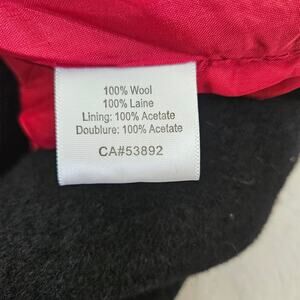 100% Wool
100% Laine
Lining: 100% Acetate
Doublure: 100% Acetate
CA#53892